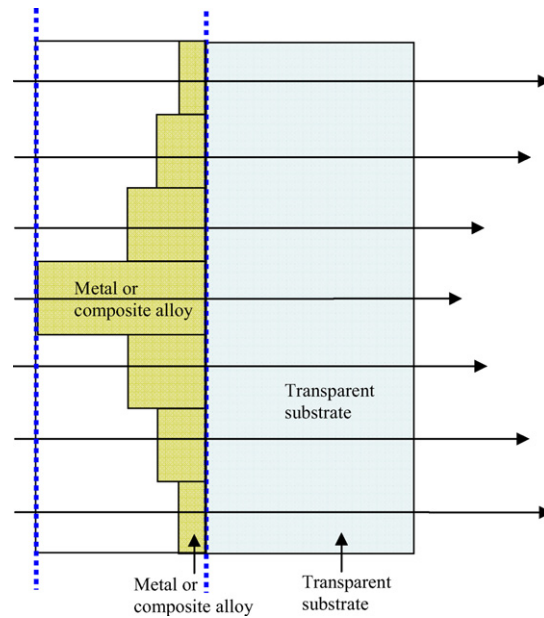 Metal or
composite alloy
Transparent
substrate
Metal or
composite alloy
Transparent
substrate